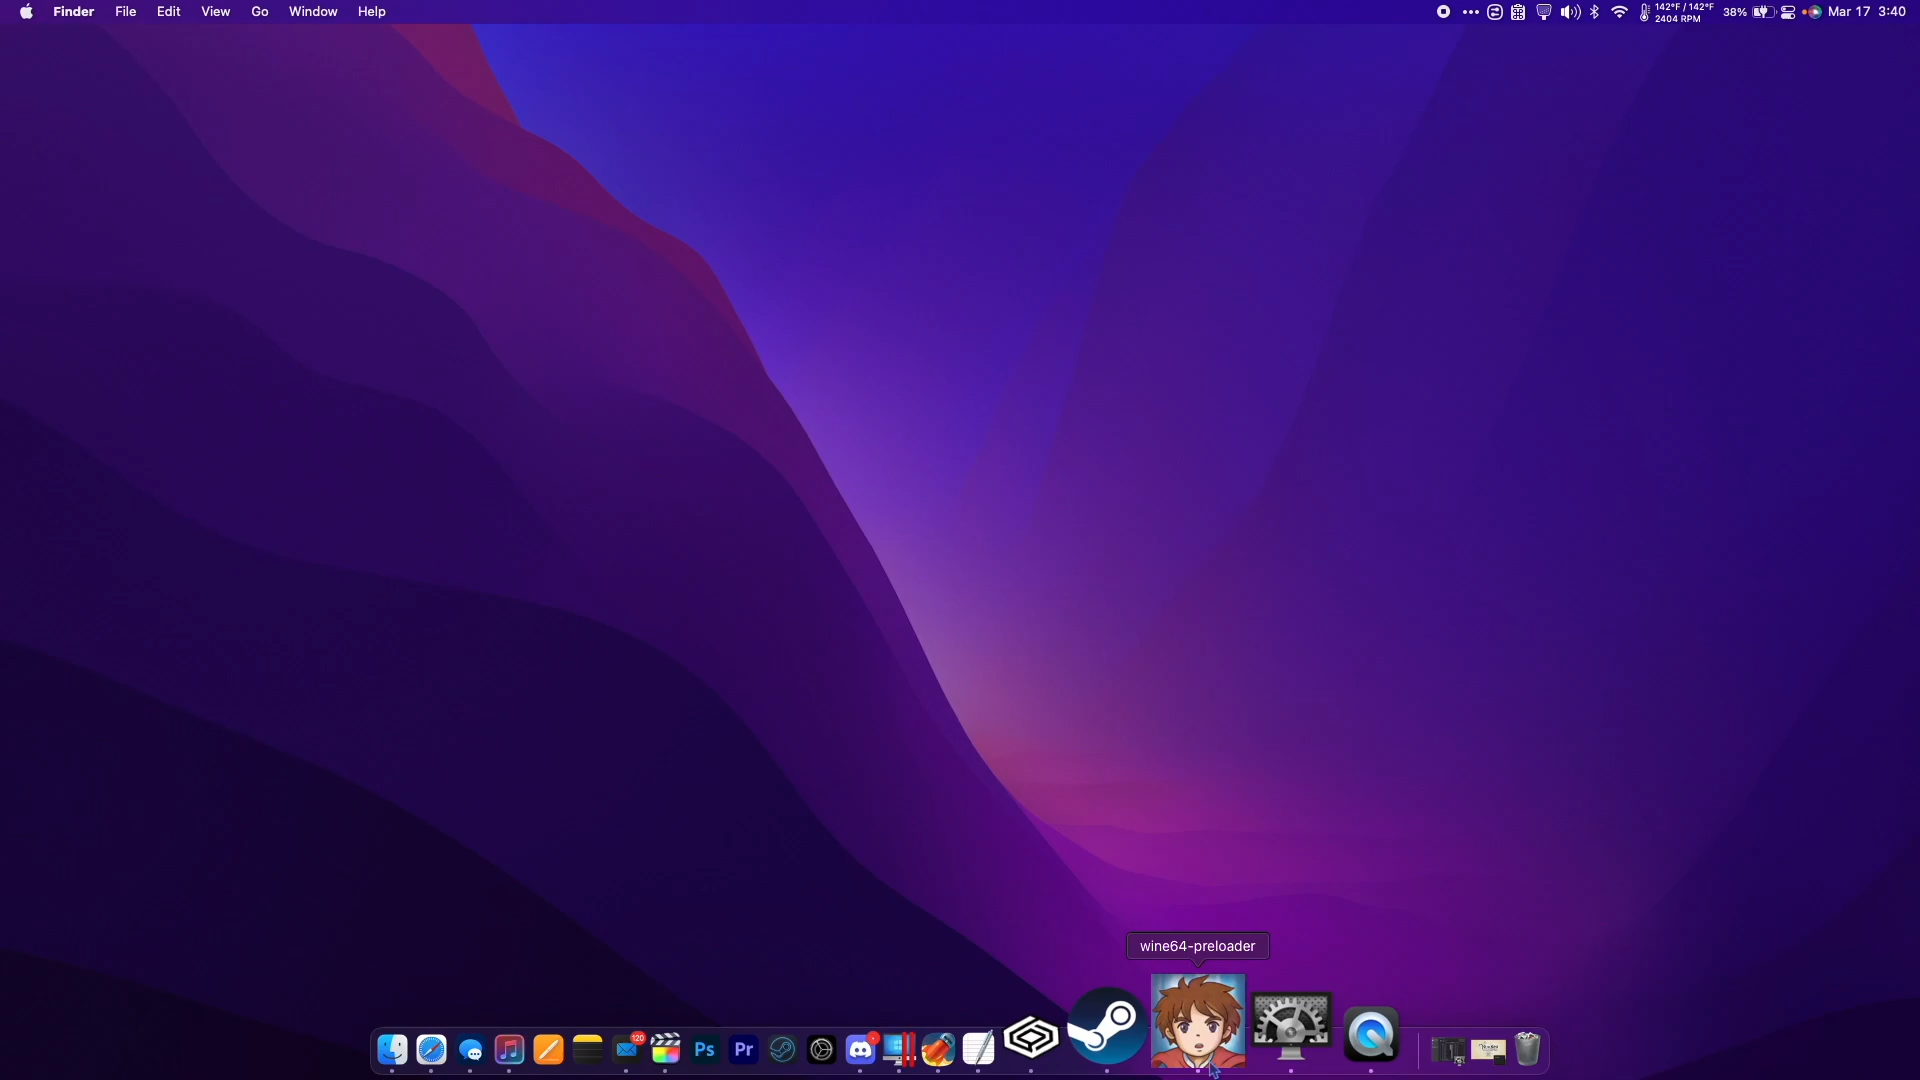 Finder File Edit View Go Window Help
142°F / 142°F
2404 RPM
38%
Mar 17 3:40
wine64-preloader
120
Ps
Pr